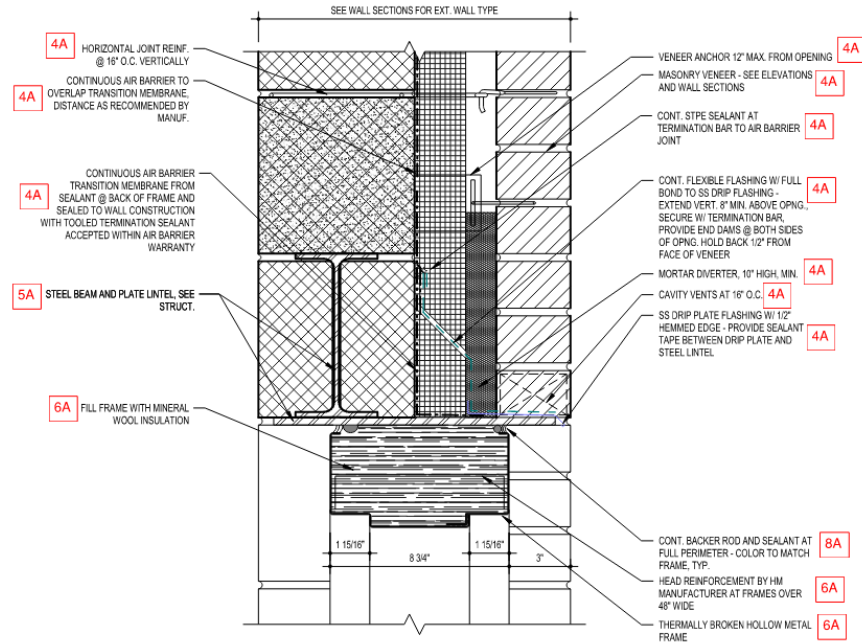 SEE WALL SECTIONS FOR EXT. WALL TYPE
4A
HORIZONTAL JOINT REINF.
@ 16" O.C. VERTICALLY
4A
CONTINUOUS AIR BARRIER TO
OVERLAP TRANSITION MEMBRANE,
DISTANCE AS RECOMMENDED BY
MANUF.
4A
CONTINUOUS AIR BARRIER
TRANSITION MEMBRANE FROM
SEALANT @ BACK OF FRAME AND
SEALED TO WALL CONSTRUCTION
WITH TOOLED TERMINATION SEALANT
ACCEPTED WITHIN AIR BARRIER
WARRANTY
5A
STEEL BEAM AND PLATE LINTEL, SEE
STRUCT.
6A
FILL FRAME WITH MINERAL
WOOL INSULATION
VENEER ANCHOR 12" MAX. FROM OPENING
4A
MASONRY VENEER - SEE ELEVATIONS
AND WALL SECTIONS
4A
CONT. STPE SEALANT AT
TERMINATION BAR TO AIR BARRIER
JOINT
4A
CONT. FLEXIBLE FLASHING W/ FULL
BOND TO SS DRIP FLASHING -
EXTEND VERT. 8" MIN. ABOVE OPNG.,
SECURE W/ TERMINATION BAR,
PROVIDE END DAMS @ BOTH SIDES
OF OPNG. HOLD BACK 1/2" FROM
FACE OF VENEER
4A
MORTAR DIVERTER, 10" HIGH, MIN.
4A
CAVITY VENTS AT 16" O.C.
4A
SS DRIP PLATE FLASHING W/ 1/2"
HEMMED EDGE - PROVIDE SEALANT
TAPE BETWEEN DRIP PLATE AND
STEEL LINTEL
4A
CONT. BACKER ROD AND SEALANT AT
FULL PERIMETER - COLOR TO MATCH
FRAME, TYP.
8A
HEAD REINFORCEMENT BY HM
MANUFACTURER AT FRAMES OVER
48" WIDE
6A
THERMALLY BROKEN HOLLOW METAL
FRAME
6A
1 15/16"
1 15/16"
8 3/4"
3"